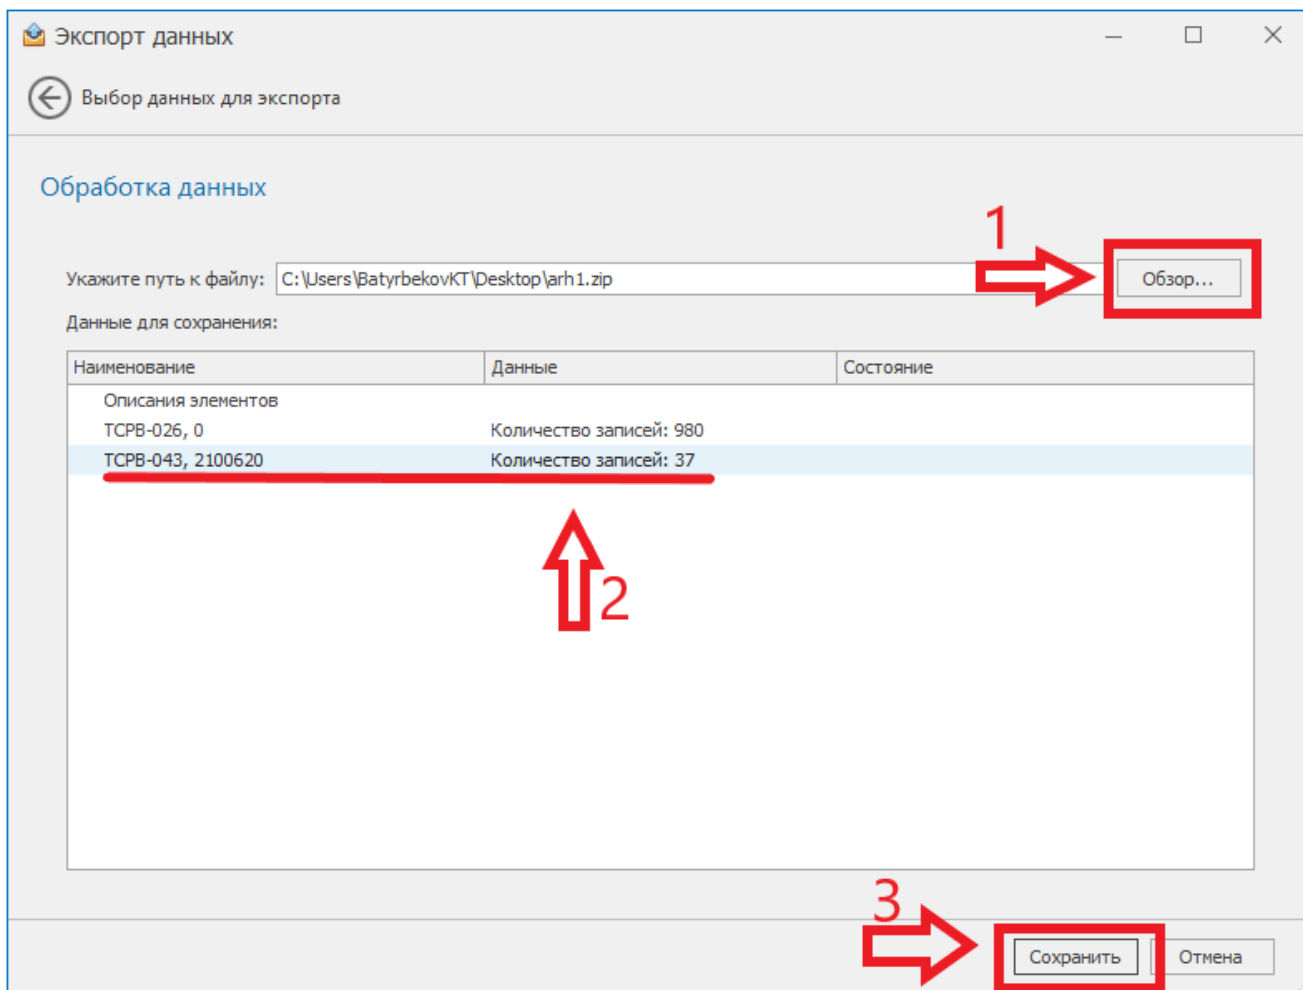 Экспорт данных
Выбор данных для экспорта
Обработка данных
1
Укажите путь к файлу: C:\Users\BatyrbekovKT\Desktop\arh1.zip Обзор...
Данные для сохранения:
Наименование Данные Состояние
Описания элементов
ТСРВ-026, 0 Количество записей: 980
ТСРВ-043, 2100620 Количество записей: 37
2
3
Сохранить Отмена